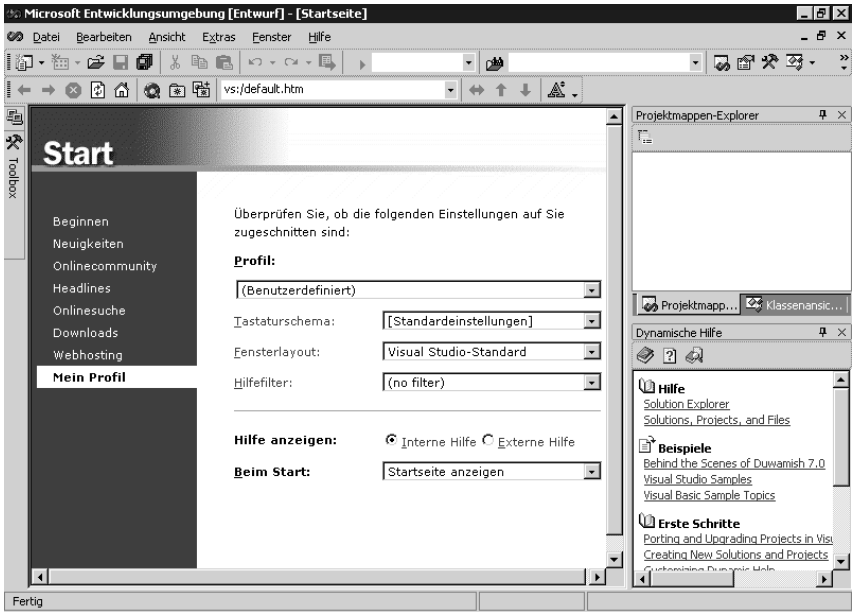 Microsoft Entwicklungsumgebung [Entwurf] - [Startseite]
Datei Bearbeiten Ansicht Extras Fenster Hilfe
vs:/default.htm
Toolbox
Start
Beginnen
Neuigkeiten
Onlinecommunity
Headlines
Onlinesuche
Downloads
Webhosting
Mein Profil
Überprüfen Sie, ob die folgenden Einstellungen auf Sie
zugeschnitten sind:
Profil:
(Benutzerdefiniert)
Tastaturschema: [Standardeinstellungen]
Fensterlayout: Visual Studio-Standard
Hilfefilter: (no filter)
Hilfe anzeigen: Interne Hilfe Externe Hilfe
Beim Start: Startseite anzeigen
Projektmappen-Explorer
Projektmapp... Klassenansic...
Dynamische Hilfe
Hilfe
Solution Explorer
Solutions, Projects, and Files
Beispiele
Behind the Scenes of Duwamish 7.0
Visual Studio Samples
Visual Basic Sample Topics
Erste Schritte
Porting and Upgrading Projects in Visu
Creating New Solutions and Projects
Customizing Dynamic Help
Fertig